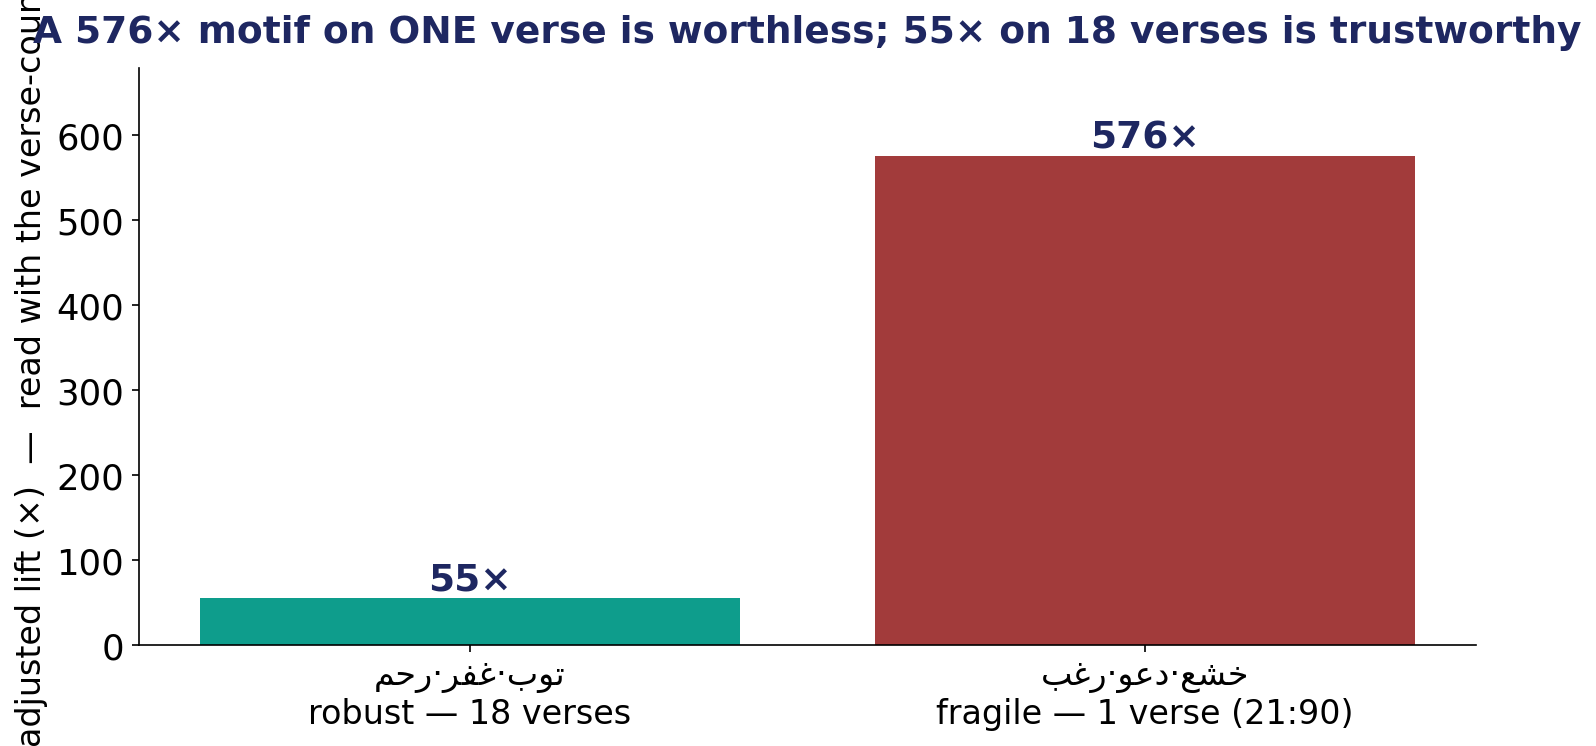 A 576× motif on ONE verse is worthless; 55× on 18 verses is trustworthy
adjusted lift (×) — read with the verse-cour
600
500
400
300
200
100
0
55×
576×
توب·غفر·رحم
robust — 18 verses
خشع·دعو·رغب
fragile — 1 verse (21:90)